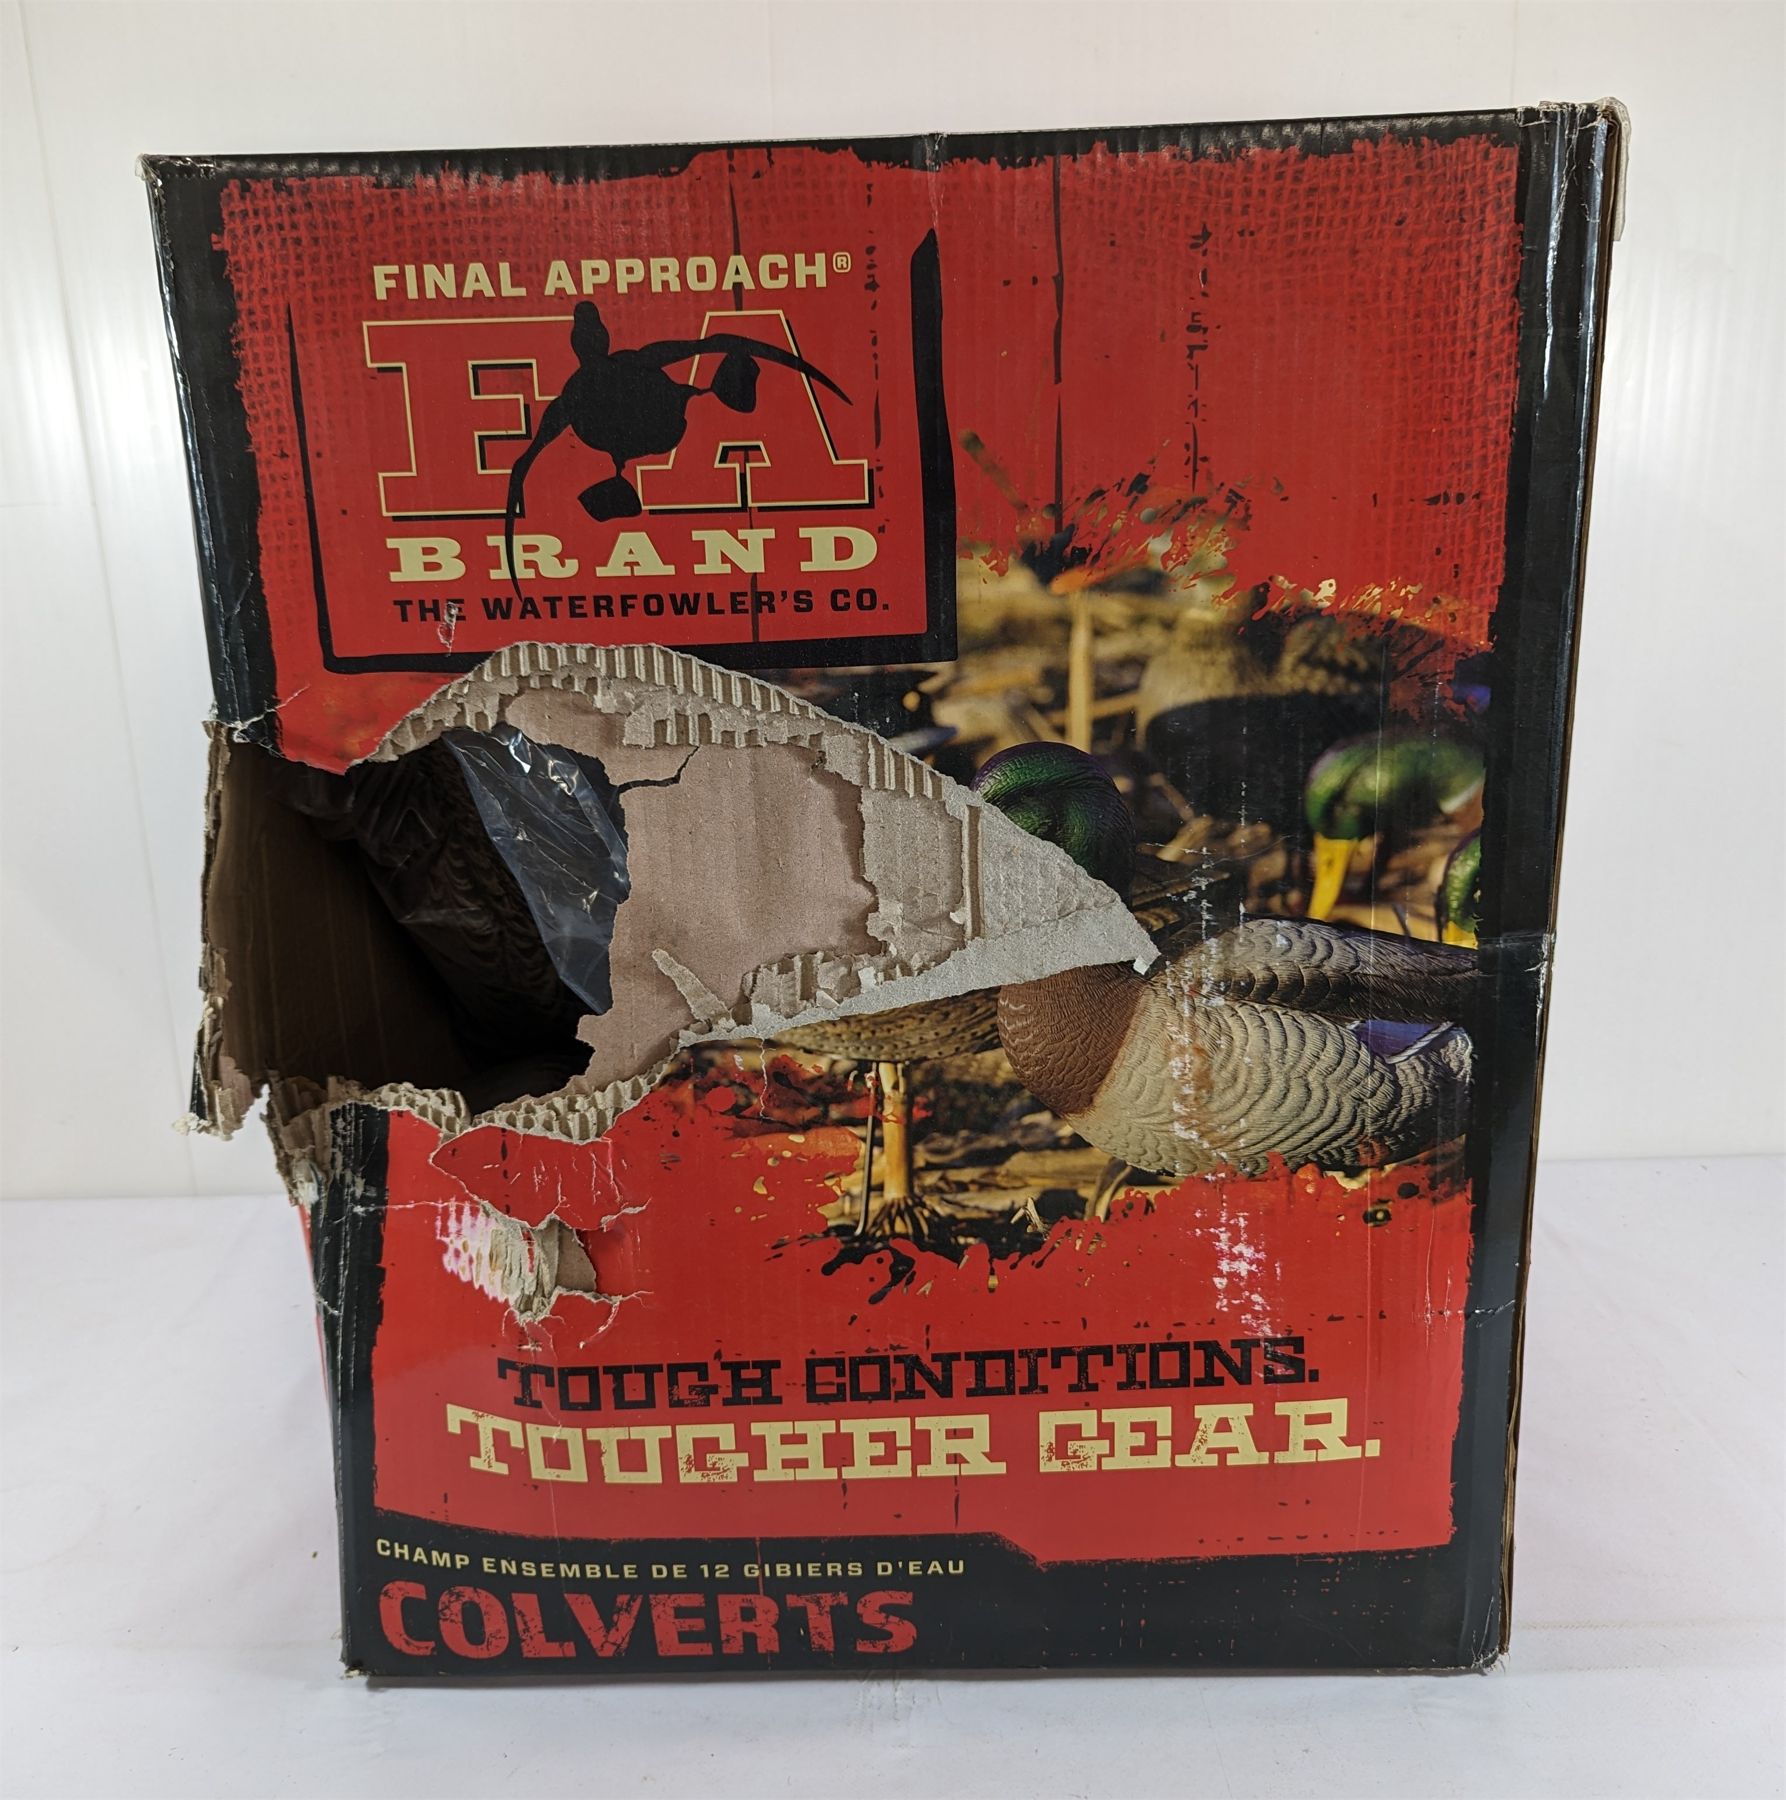 FINAL APPROACH®
FA
BRAND
THE WATERFOWLER'S CO.
TOUGH CONDITIONS.
TOUGHER GEAR.
CHAMP ENSEMBLE DE 12 GIBIERS D'EAU
COLVERTS